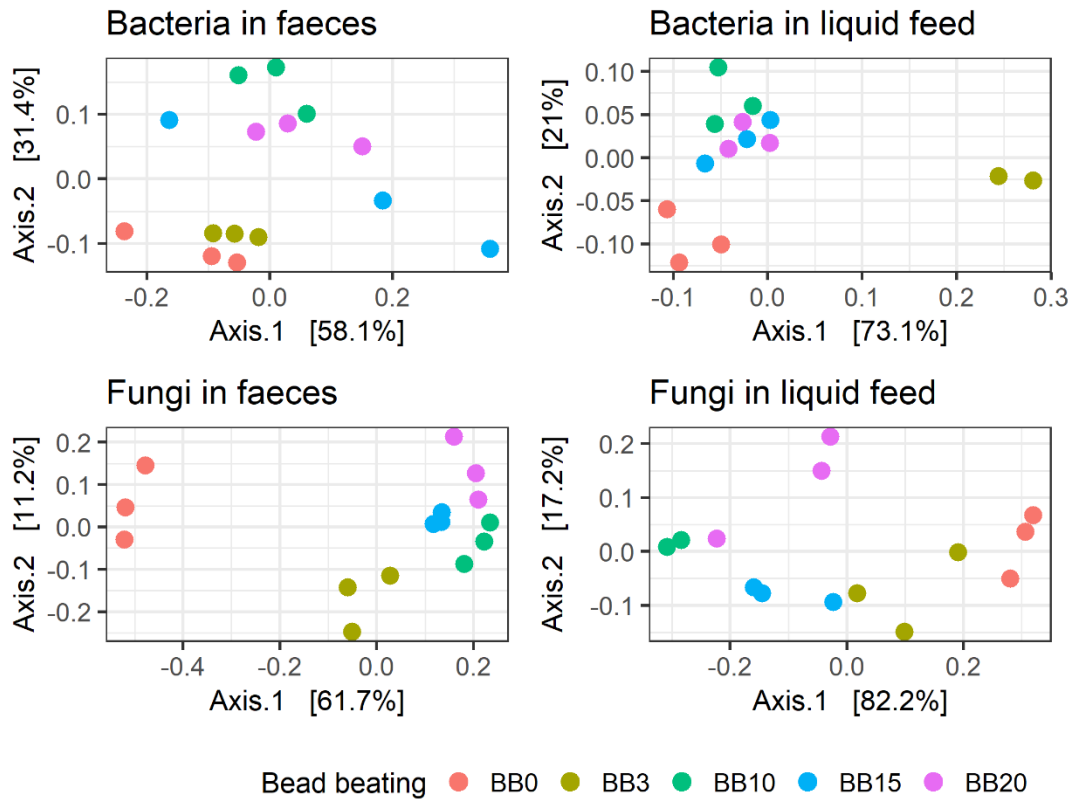 Bacteria in faeces
Axis.2 [31.4%]
0.1
0.0
-0.1
-0.2 0.0 0.2
Axis.1 [58.1%]
Bacteria in liquid feed
Axis.2 [21%]
0.10
0.05
0.00
-0.05
-0.10
-0.1 0.0 0.1 0.2 0.3
Axis.1 [73.1%]
Fungi in faeces
Axis.2 [11.2%]
0.2
0.1
0.0
-0.1
-0.2
-0.4 -0.2 0.0 0.2
Axis.1 [61.7%]
Fungi in liquid feed
Axis.2 [17.2%]
0.2
0.1
0.0
-0.1
-0.2 0.0 0.2
Axis.1 [82.2%]
Bead beating BB0 BB3 BB10 BB15 BB20